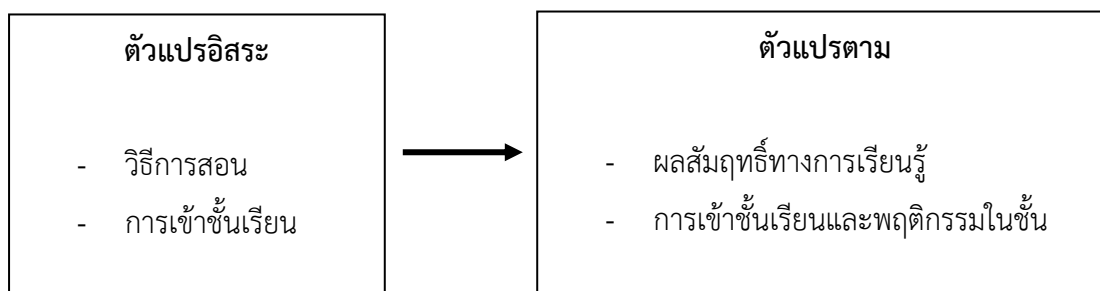 ตัวแปรอิสระ
- วิธีการสอน
- การเข้าชั้นเรียน
ตัวแปรตาม
- ผลสัมฤทธิ์ทางการเรียนรู้
- การเข้าชั้นเรียนและพฤติกรรมในชั้น